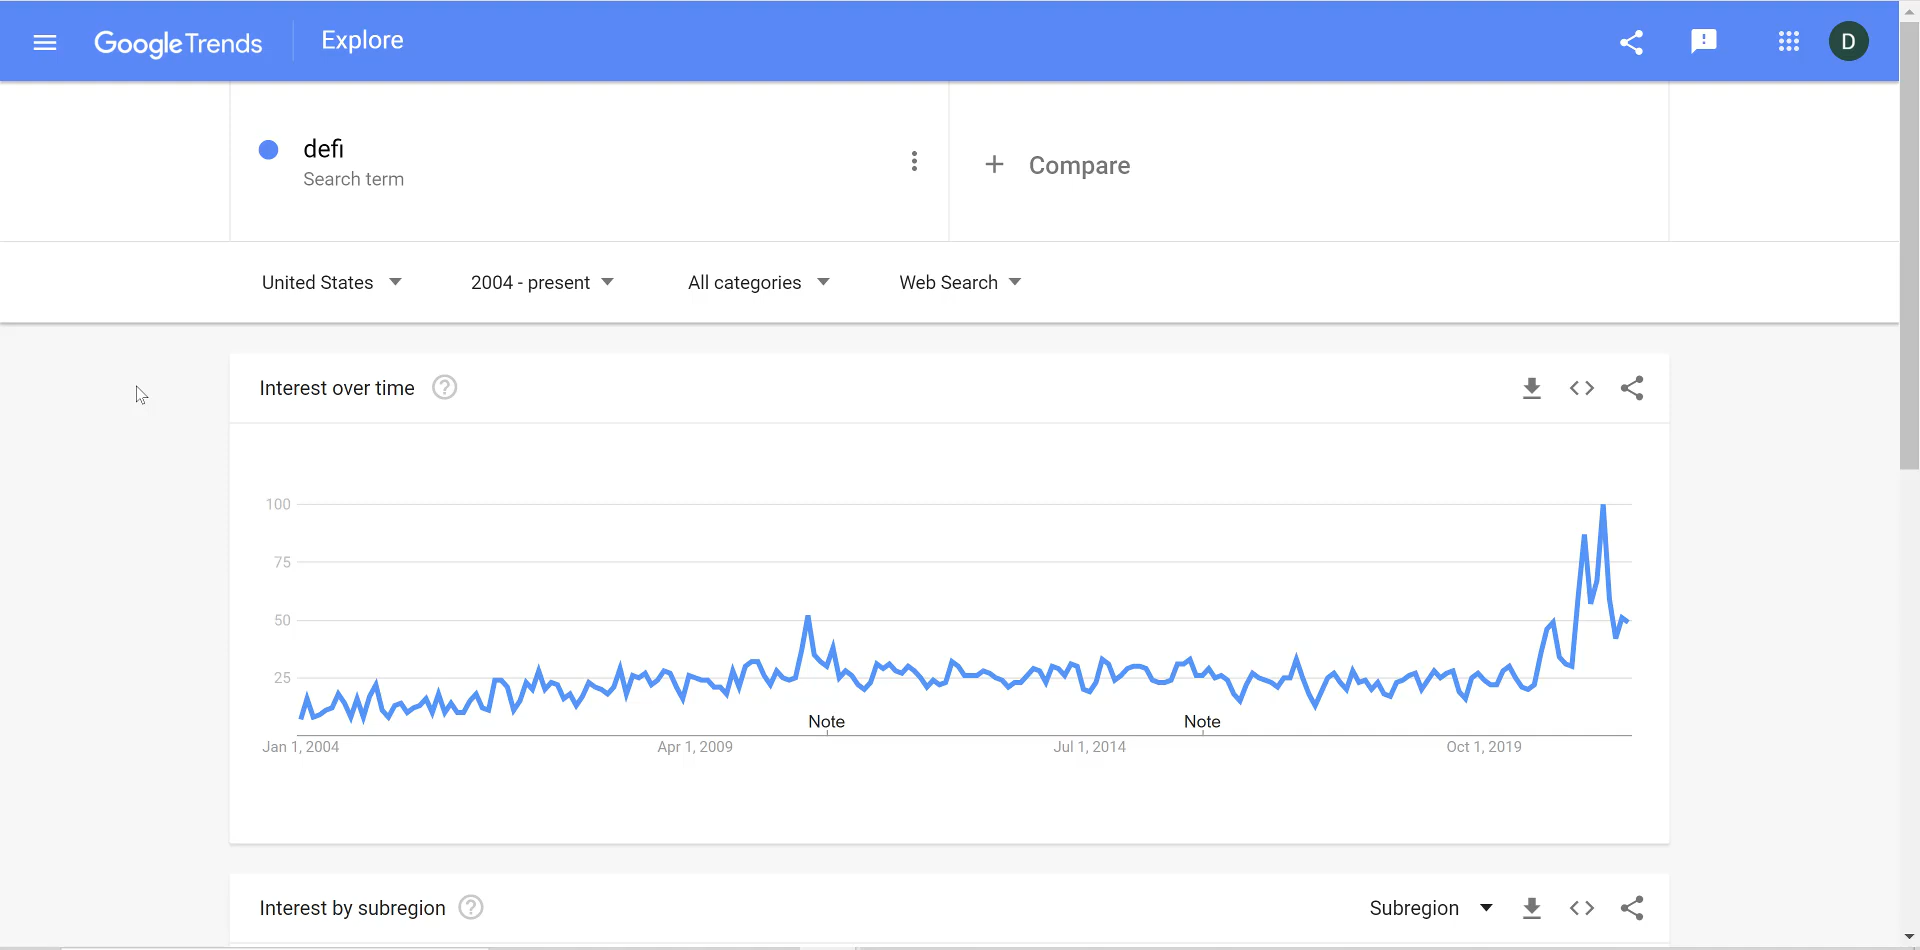 Google Trends Explore D
defi
Search term
+ Compare
United States 2004 - present All categories Web Search
Interest over time ?
100
75
50
25
Note Note
Jan 1, 2004 Apr 1, 2009 Jul 1, 2014 Oct 1, 2019
Interest by subregion ? Subregion